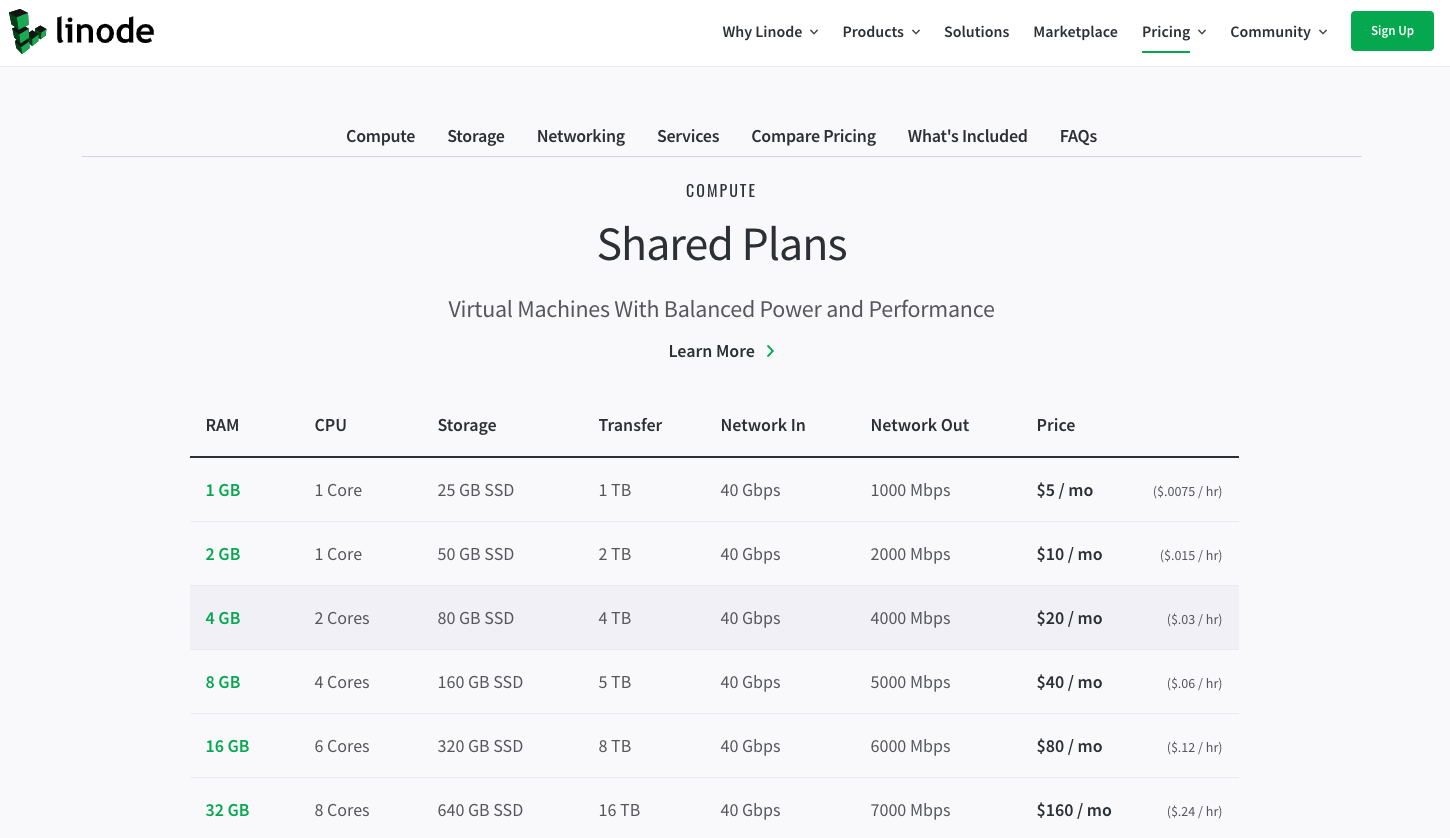 linode
Why Linode Products Solutions Marketplace Pricing Community Sign Up
Compute Storage Networking Services Compare Pricing What's Included FAQs
COMPUTE
Shared Plans
Virtual Machines With Balanced Power and Performance
Learn More
RAM CPU Storage Transfer Network In Network Out Price
1 GB 1 Core 25 GB SSD 1 TB 40 Gbps 1000 Mbps $5 / mo ($.0075 / hr)
2 GB 1 Core 50 GB SSD 2 TB 40 Gbps 2000 Mbps $10 / mo ($.015 / hr)
4 GB 2 Cores 80 GB SSD 4 TB 40 Gbps 4000 Mbps $20 / mo ($.03 / hr)
8 GB 4 Cores 160 GB SSD 5 TB 40 Gbps 5000 Mbps $40 / mo ($.06 / hr)
16 GB 6 Cores 320 GB SSD 8 TB 40 Gbps 6000 Mbps $80 / mo ($.12 / hr)
32 GB 8 Cores 640 GB SSD 16 TB 40 Gbps 7000 Mbps $160 / mo ($.24 / hr)